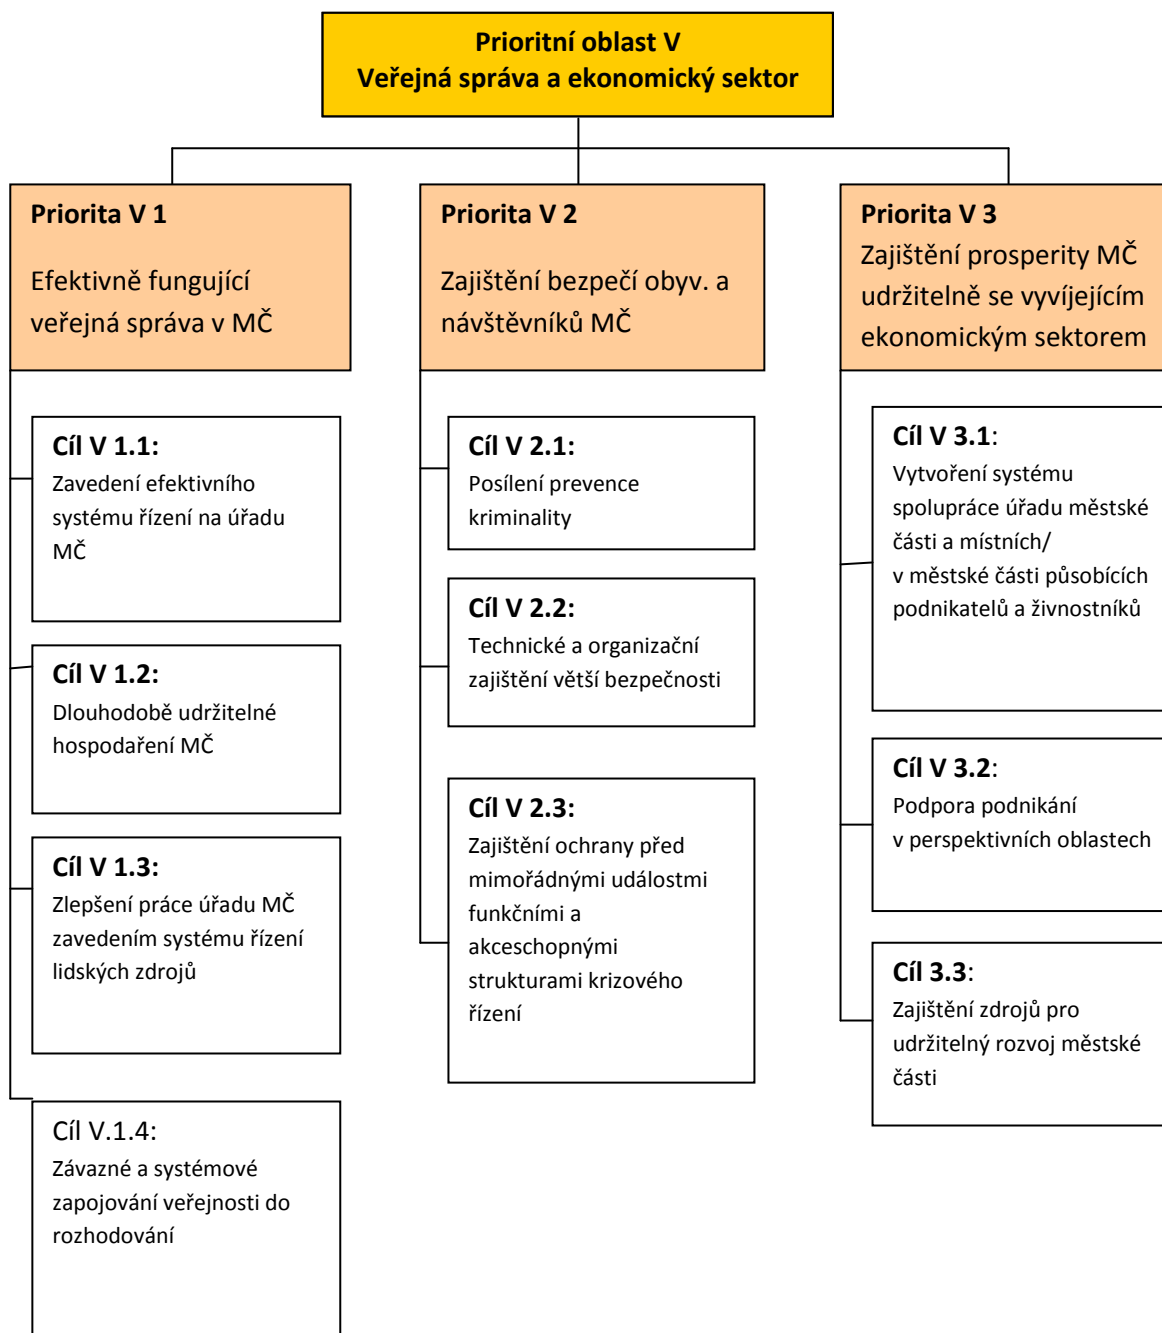 Prioritní oblast V
Veřejná správa a ekonomický sektor
Priorita V 1
Efektivně fungující
veřejná správa v MČ
Cíl V 1.1:
Zavedení efektivního
systému řízení na úřadu
MČ
Cíl V 1.2:
Dlouhodobě udržitelné
hospodaření MČ
Cíl V 1.3:
Zlepšení práce úřadu MČ
zavedením systému řízení
lidských zdrojů
Cíl V.1.4:
Závazné a systémové
zapojování veřejnosti do
rozhodování
Priorita V 2
Zajištění bezpečí obyv. a
návštěvníků MČ
Cíl V 2.1:
Posílení prevence
kriminality
Cíl V 2.2:
Technické a organizační
zajištění větší bezpečnosti
Cíl V 2.3:
Zajištění ochrany před
mimořádnými událostmi
funkčními a
akceschopnými
strukturami krizového
řízení
Priorita V 3
Zajištění prosperity MČ
udržitelně se vyvíjejícím
ekonomickým sektorem
Cíl V 3.1:
Vytvoření systému
spolupráce úřadu městské
části a místních/
v městské části působících
podnikatelů a živnostníků
Cíl V 3.2:
Podpora podnikání
v perspektivních oblastech
Cíl 3.3:
Zajištění zdrojů pro
udržitelný rozvoj městské
části